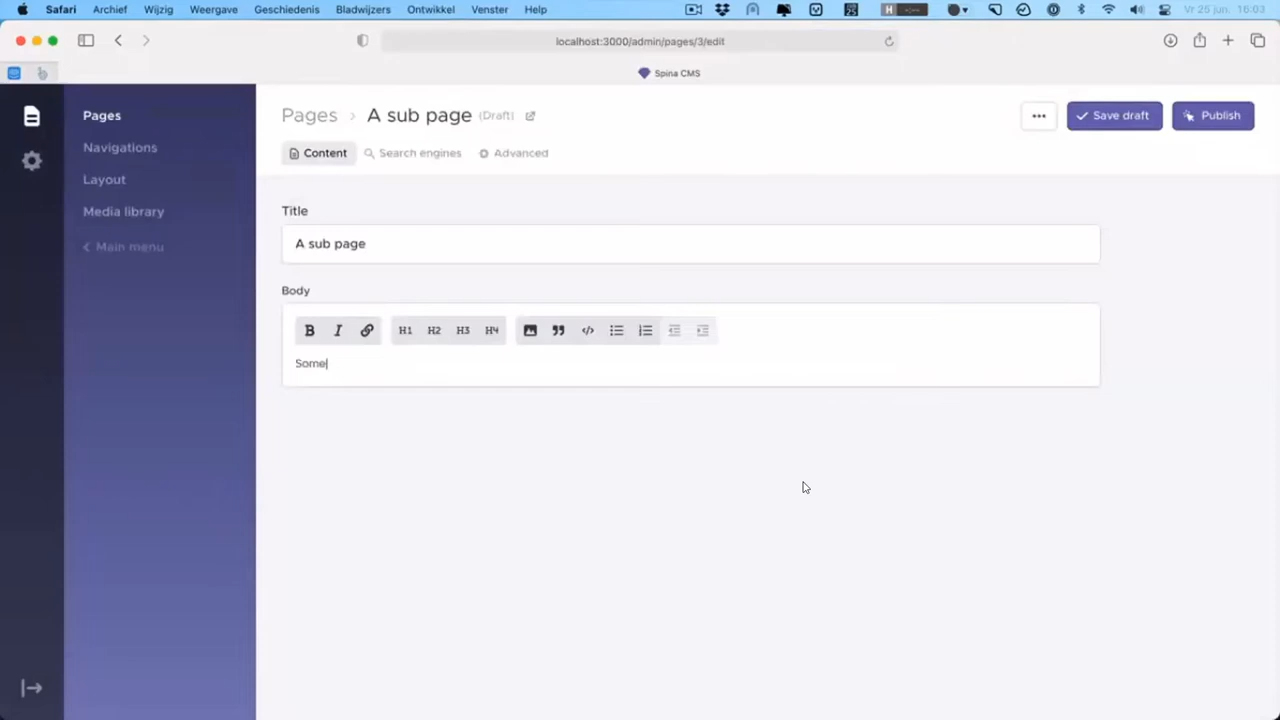 Safari Archief Wijzig Weergave Geschiedenis Bladwijzers Ontwikkel Venster Help H --:-- Vr 25 jun. 16:03
localhost:3000/admin/pages/3/edit
Spina CMS
Pages
Navigations
Layout
Media library
Main menu
Pages › A sub page (Draft)
••• Save draft Publish
Content Search engines Advanced
Title
A sub page
Body
B I H1 H2 H3 H4
Some